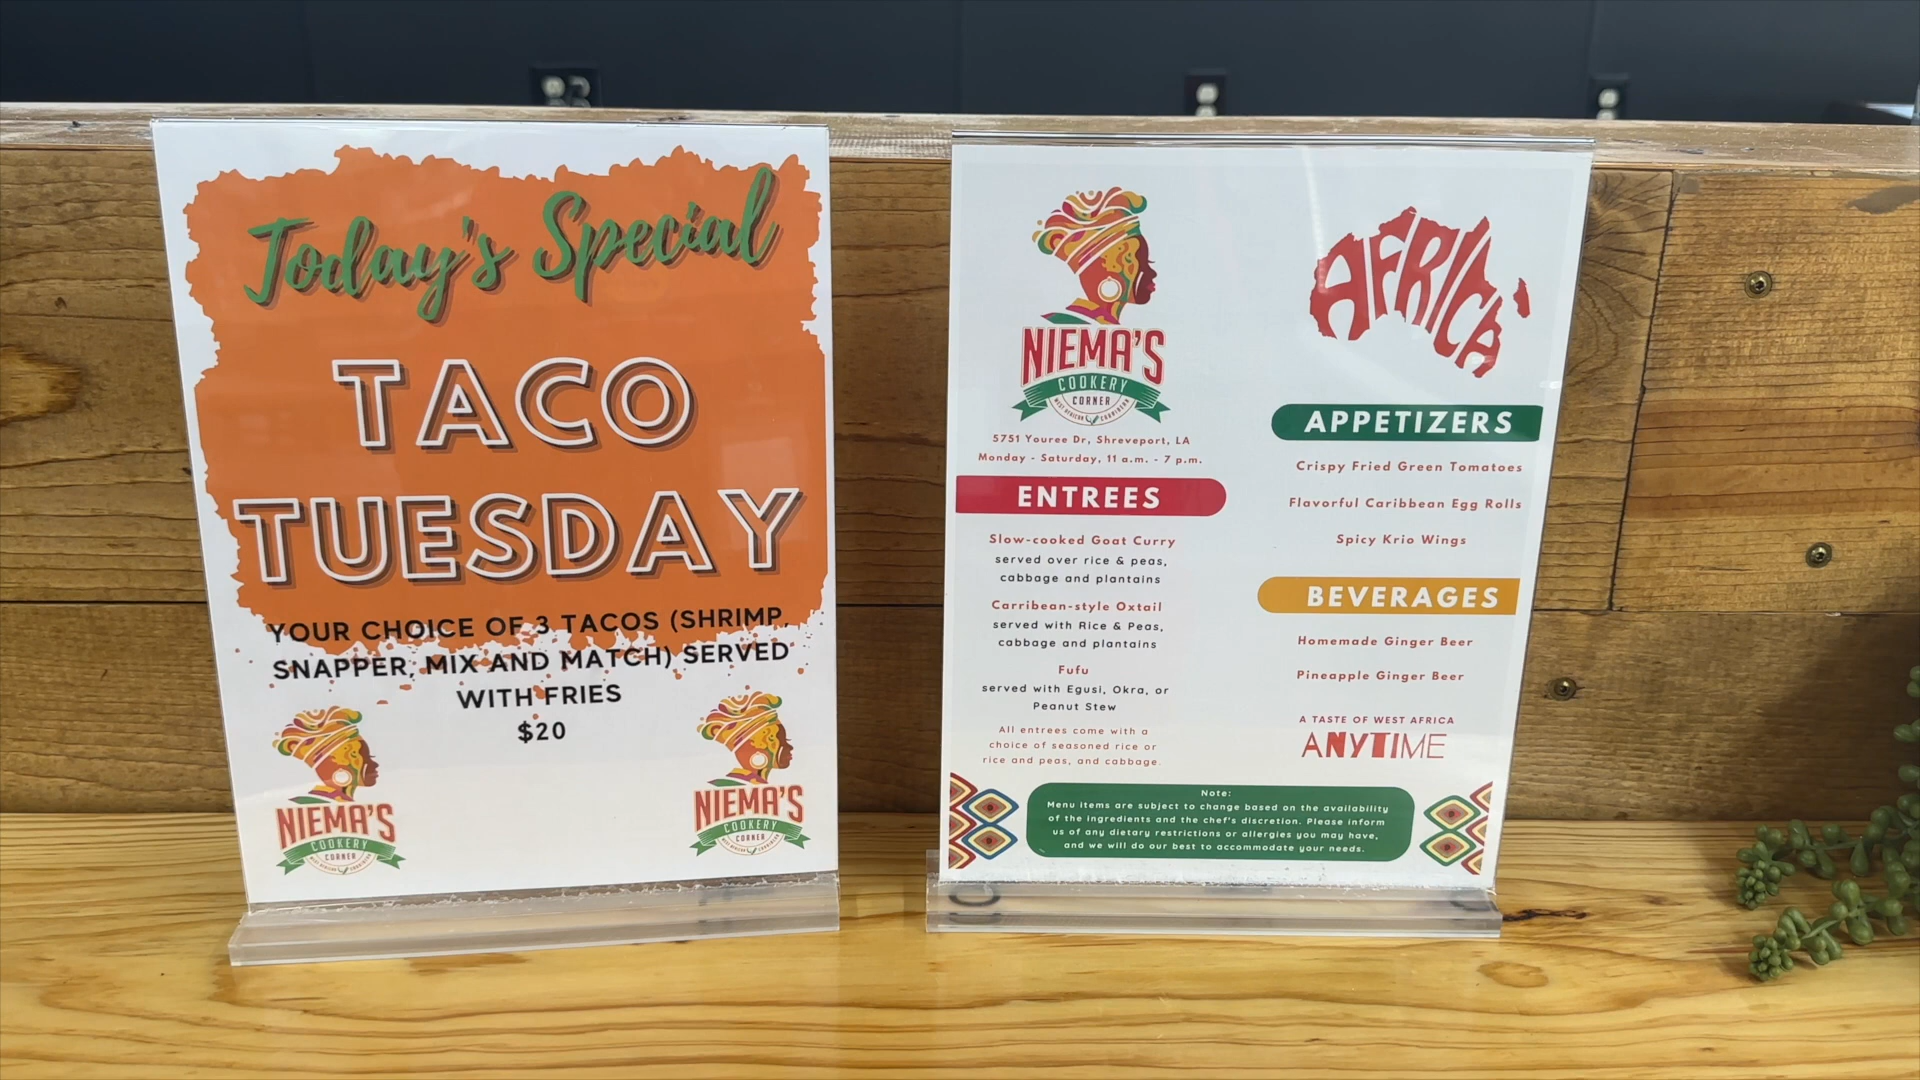 Today's Special
TACO
TUESDAY
YOUR CHOICE OF 3 TACOS (SHRIMP,
SNAPPER, MIX AND MATCH) SERVED
WITH FRIES
$20
NIEMA'S
COOKERY
CORNER
NIEMA'S
COOKERY
CORNER
NIEMA'S
COOKERY
CORNER
5751 Youree Dr, Shreveport, LA
Monday - Saturday, 11 a.m. - 7 p.m.
ENTREES
Slow-cooked Goat Curry
served over rice & peas,
cabbage and plantains
Carribean-style Oxtail
served with Rice & Peas,
cabbage and plantains
Fufu
served with Egusi, Okra, or
Peanut Stew
All entrees come with a
choice of seasoned rice or
rice and peas, and cabbage.
AFRICA
APPETIZERS
Crispy Fried Green Tomatoes
Flavorful Caribbean Egg Rolls
Spicy Krio Wings
BEVERAGES
Homemade Ginger Beer
Pineapple Ginger Beer
A TASTE OF WEST AFRICA
ANYTIME
Note:
Menu items are subject to change based on the availability
of the ingredients and the chef's discretion. Please inform
us of any dietary restrictions or allergies you may have,
and we will do our best to accommodate your needs.